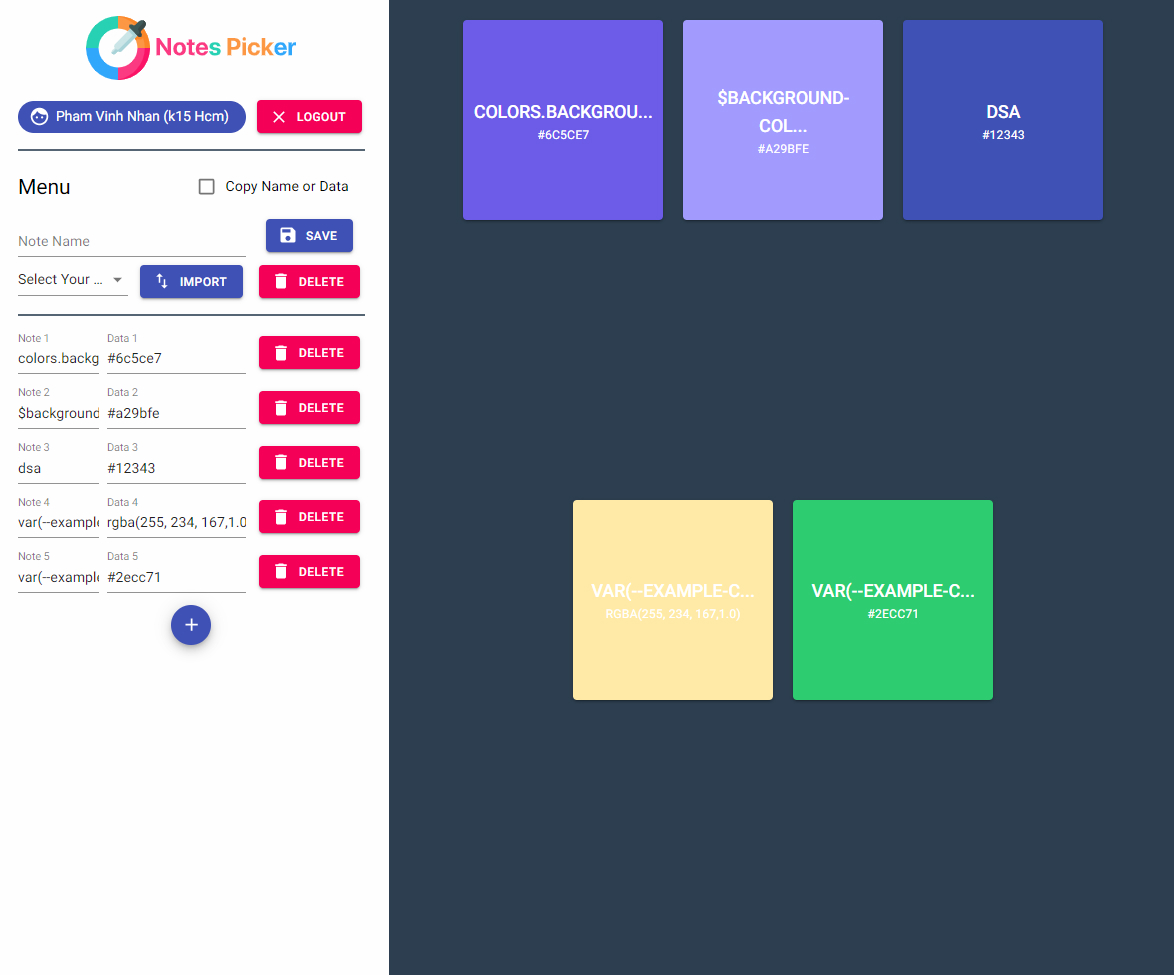 Notes Picker
Pham Vinh Nhan (k15 Hcm)
LOGOUT
Menu
Copy Name or Data
Note Name
SAVE
Select Your ...
IMPORT
DELETE
Note 1
Data 1
colors.backg
#6c5ce7
DELETE
Note 2
Data 2
$background
#a29bfe
DELETE
Note 3
Data 3
dsa
#12343
DELETE
Note 4
Data 4
var(--example
rgba(255, 234, 167,1.0
DELETE
Note 5
Data 5
var(--example
#2ecc71
DELETE
+
COLORS.BACKGROU...
#6C5CE7
$BACKGROUND-
COL...
#A29BFE
DSA
#12343
VAR(--EXAMPLE-C...
RGBA(255, 234, 167,1.0)
VAR(--EXAMPLE-C...
#2ECC71